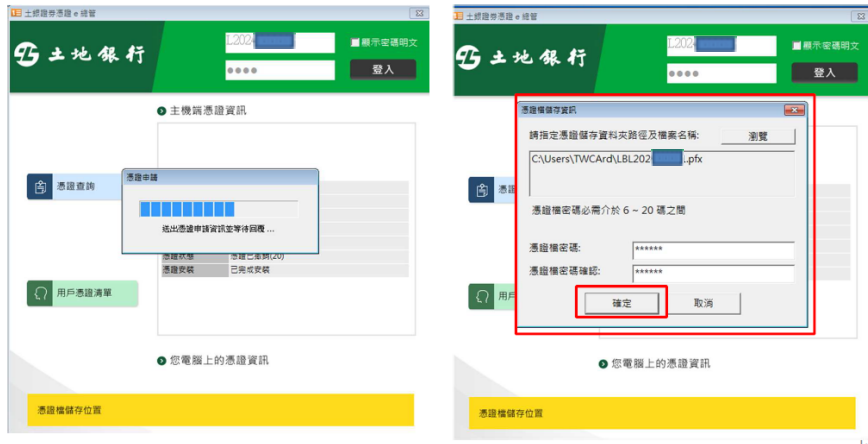 土銀證券憑證 e 總管
土地銀行
L202
●●●●
顯示密碼明文
登入
主機端憑證資訊
憑證查詢
憑證申請
送出憑證申請資訊並等待回覆 ...
憑證狀態 憑證已撤銷(20)
憑證安裝 已完成安裝
用戶憑證清單
您電腦上的憑證資訊
憑證檔儲存位置
土銀證券憑證 e 總管
土地銀行
L202
●●●●
顯示密碼明文
登入
憑證檔儲存資訊
請指定憑證儲存資料夾路徑及檔案名稱:
瀏覽
C:\Users\TWCArd\LBL202 .pfx
憑證檔密碼必需介於 6 ~ 20 碼之間
憑證檔密碼: ******
憑證檔密碼確認: ******
確定 取消
憑證
用戶
您電腦上的憑證資訊
憑證檔儲存位置